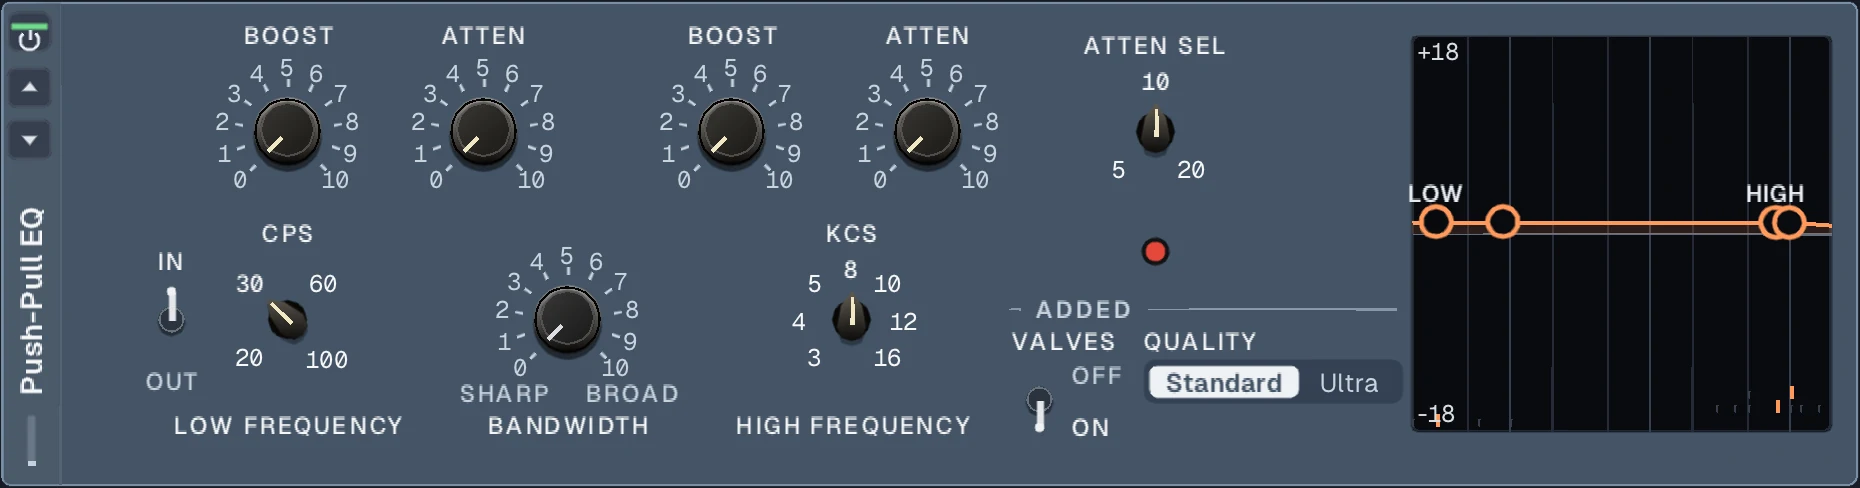 Push-Pull EQ
BOOST
0 1 2 3 4 5 6 7 8 9 10
ATTEN
0 1 2 3 4 5 6 7 8 9 10
BOOST
0 1 2 3 4 5 6 7 8 9 10
ATTEN
0 1 2 3 4 5 6 7 8 9 10
ATTEN SEL
5 10 20
IN
OUT
CPS
20 30 60 100
LOW FREQUENCY
0 1 2 3 4 5 6 7 8 9 10
SHARP BROAD
BANDWIDTH
KCS
3 4 5 8 10 12 16
HIGH FREQUENCY
ADDED
VALVES
OFF
ON
QUALITY
Standard Ultra
+18
LOW HIGH
-18